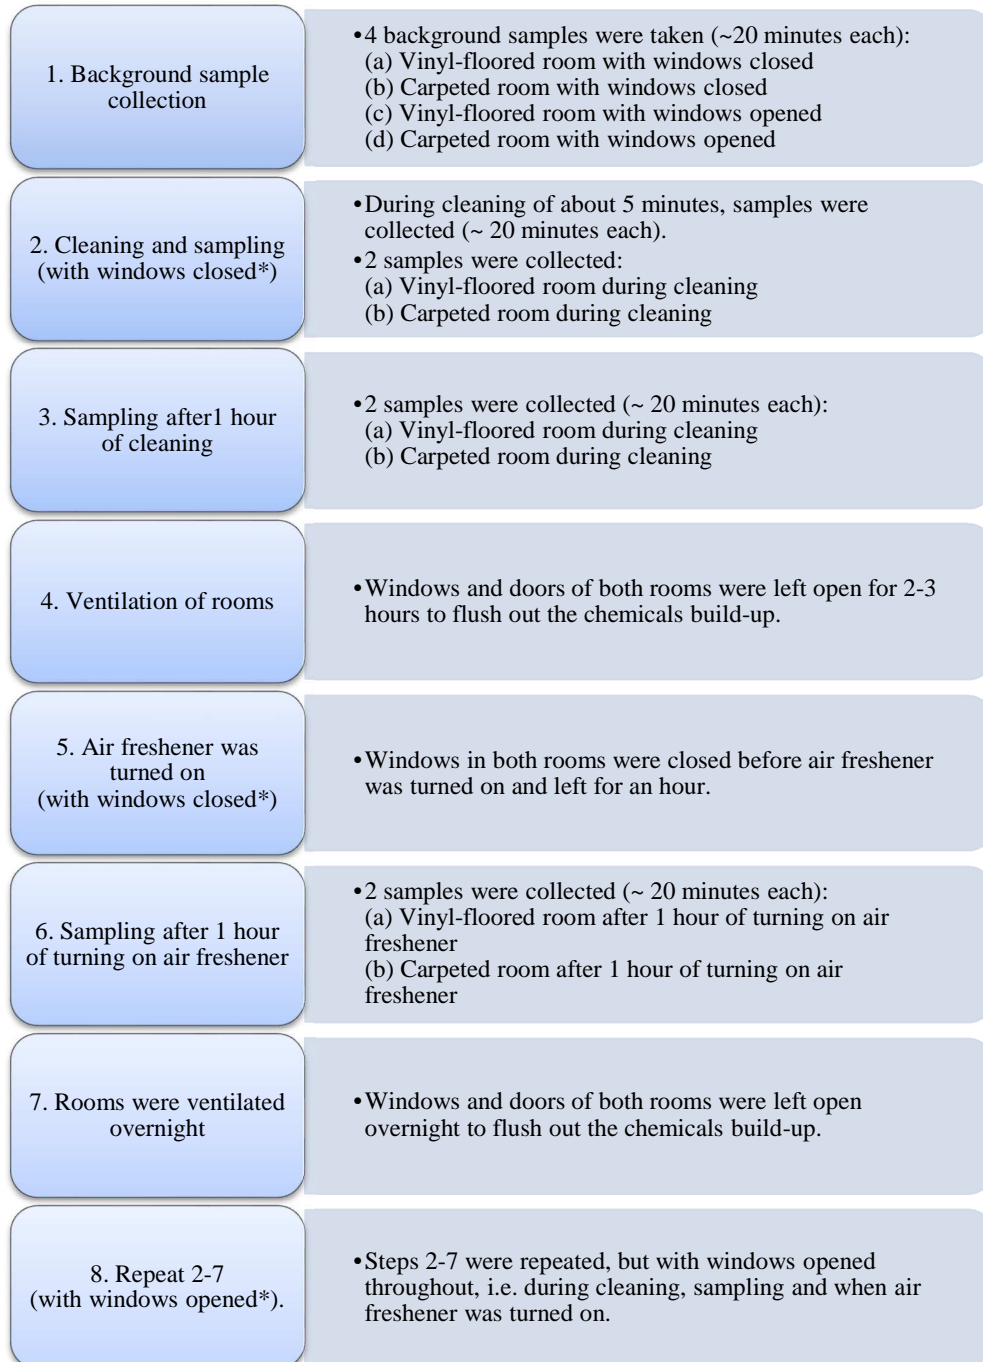 1. Background sample
collection
•4 background samples were taken (~20 minutes each):
(a) Vinyl-floored room with windows closed
(b) Carpeted room with windows closed
(c) Vinyl-floored room with windows opened
(d) Carpeted room with windows opened
2. Cleaning and sampling
(with windows closed*)
•During cleaning of about 5 minutes, samples were
collected (~ 20 minutes each).
•2 samples were collected:
(a) Vinyl-floored room during cleaning
(b) Carpeted room during cleaning
3. Sampling after1 hour
of cleaning
•2 samples were collected (~ 20 minutes each):
(a) Vinyl-floored room during cleaning
(b) Carpeted room during cleaning
4. Ventilation of rooms
•Windows and doors of both rooms were left open for 2-3
hours to flush out the chemicals build-up.
5. Air freshener was
turned on
(with windows closed*)
•Windows in both rooms were closed before air freshener
was turned on and left for an hour.
6. Sampling after 1 hour
of turning on air freshener
•2 samples were collected (~ 20 minutes each):
(a) Vinyl-floored room after 1 hour of turning on air
freshener
(b) Carpeted room after 1 hour of turning on air
freshener
7. Rooms were ventilated
overnight
•Windows and doors of both rooms were left open
overnight to flush out the chemicals build-up.
8. Repeat 2-7
(with windows opened*).
•Steps 2-7 were repeated, but with windows opened
throughout, i.e. during cleaning, sampling and when air
freshener was turned on.